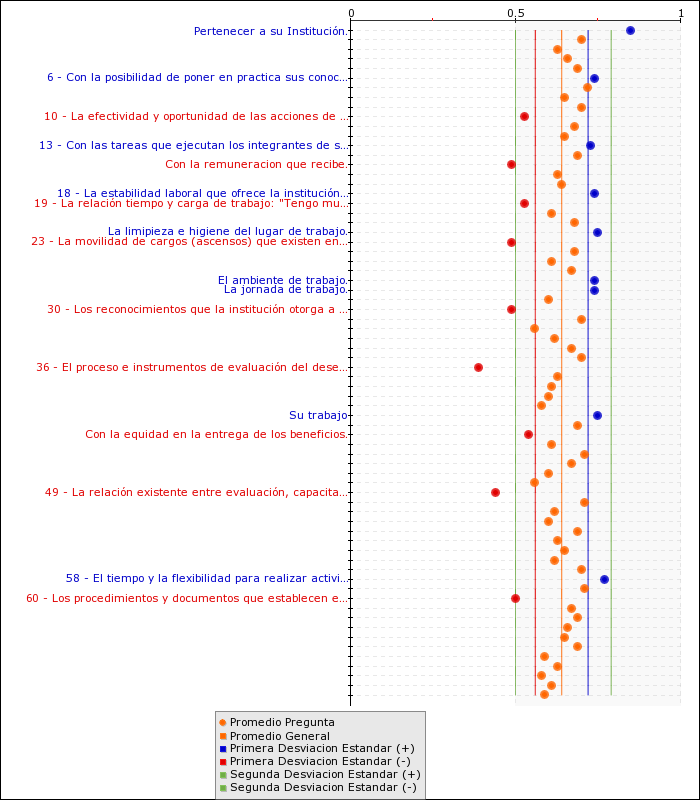 0 0.5 1
Pertenecer a su Institución.
6 - Con la posibilidad de poner en practica sus conoc...
10 - La efectividad y oportunidad de las acciones de ...
13 - Con las tareas que ejecutan los integrantes de s...
Con la remuneracion que recibe.
18 - La estabilidad laboral que ofrece la institución...
19 - La relación tiempo y carga de trabajo: "Tengo mu...
La limipieza e higiene del lugar de trabajo.
23 - La movilidad de cargos (ascensos) que existen en...
El ambiente de trabajo.
La jornada de trabajo.
30 - Los reconocimientos que la institución otorga a ...
36 - El proceso e instrumentos de evaluación del dese...
Su trabajo
Con la equidad en la entrega de los beneficios.
49 - La relación existente entre evaluación, capacita...
58 - El tiempo y la flexibilidad para realizar activi...
60 - Los procedimientos y documentos que establecen e...
Promedio Pregunta
Promedio General
Primera Desviacion Estandar (+)
Primera Desviacion Estandar (-)
Segunda Desviacion Estandar (+)
Segunda Desviacion Estandar (-)